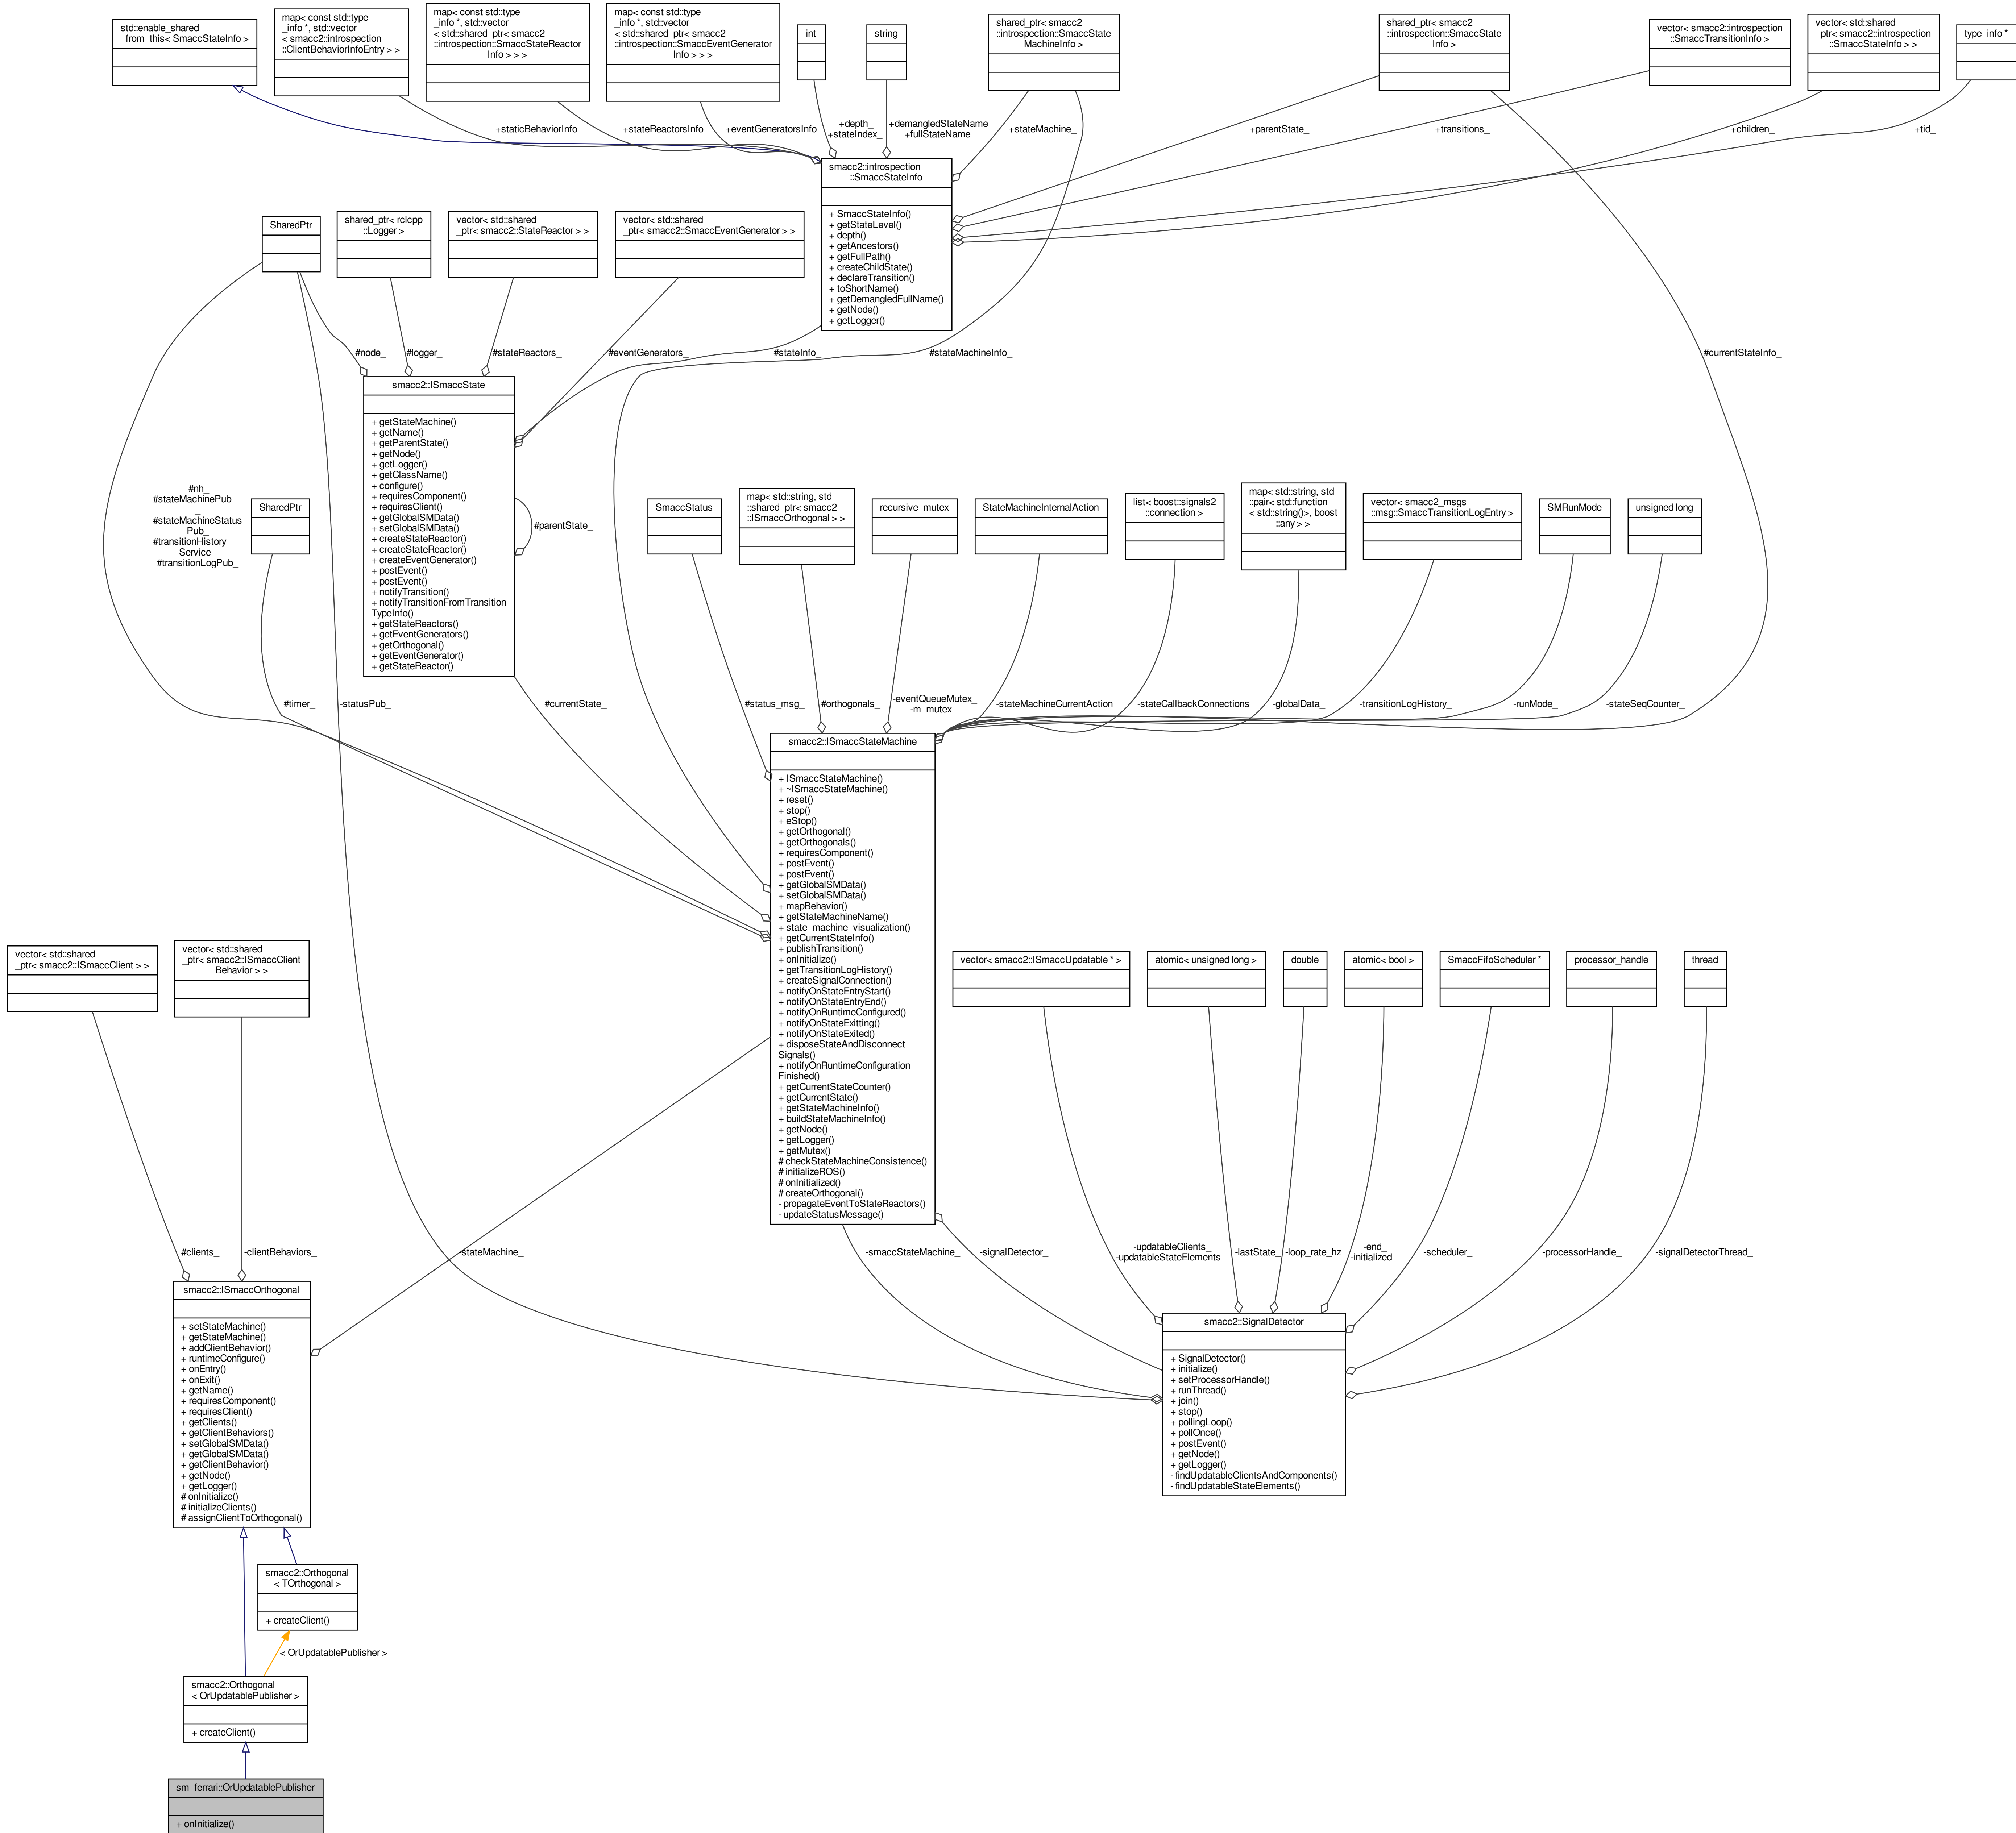 std::enable_shared
_from_this< SmaccStateInfo >
map< const std::type
_info *, std::vector
< smacc2::introspection
::ClientBehaviorInfoEntry > >
map< const std::type
_info *, std::vector
< std::shared_ptr< smacc2
::introspection::SmaccStateReactor
Info > > >
map< const std::type
_info *, std::vector
< std::shared_ptr< smacc2
::introspection::SmaccEventGenerator
Info > > >
int
string
shared_ptr< smacc2
::introspection::SmaccState
MachineInfo >
shared_ptr< smacc2
::introspection::SmaccState
Info >
vector< smacc2::introspection
::SmaccTransitionInfo >
vector< std::shared
_ptr< smacc2::introspection
::SmaccStateInfo > >
type_info *
+staticBehaviorInfo
+stateReactorsInfo
+eventGeneratorsInfo
+depth_
+stateIndex_
+demangledStateName
+fullStateName
+stateMachine_
+parentState_
+transitions_
+children_
+tid_
smacc2::introspection
::SmaccStateInfo
+ SmaccStateInfo()
+ getStateLevel()
+ depth()
+ getAncestors()
+ getFullPath()
+ createChildState()
+ declareTransition()
+ toShortName()
+ getDemangledFullName()
+ getNode()
+ getLogger()
SharedPtr
shared_ptr< rclcpp
::Logger >
vector< std::shared
_ptr< smacc2::StateReactor > >
vector< std::shared
_ptr< smacc2::SmaccEventGenerator > >
#node_
#logger_
#stateReactors_
#eventGenerators_
#stateInfo_
#stateMachineInfo_
#currentStateInfo_
smacc2::ISmaccState
+ getStateMachine()
+ getName()
+ getParentState()
+ getNode()
+ getLogger()
+ getClassName()
+ configure()
+ requiresComponent()
+ requiresClient()
+ getGlobalSMData()
+ setGlobalSMData()
+ createStateReactor()
+ createStateReactor()
+ createEventGenerator()
+ postEvent()
+ postEvent()
+ notifyTransition()
+ notifyTransitionFromTransition
TypeInfo()
+ getStateReactors()
+ getEventGenerators()
+ getOrthogonal()
+ getEventGenerator()
+ getStateReactor()
#parentState_
#nh_
#stateMachinePub
_
#stateMachineStatus
Pub_
#transitionHistory
Service_
#transitionLogPub_
SharedPtr
SmaccStatus
map< std::string, std
::shared_ptr< smacc2
::ISmaccOrthogonal > >
recursive_mutex
StateMachineInternalAction
list< boost::signals2
::connection >
map< std::string, std
::pair< std::function
< std::string()>, boost
::any > >
vector< smacc2_msgs
::msg::SmaccTransitionLogEntry >
SMRunMode
unsigned long
#timer_
-statusPub_
#currentState_
#status_msg_
#orthogonals_
-eventQueueMutex_
-m_mutex_
-stateMachineCurrentAction
-stateCallbackConnections
-globalData_
-transitionLogHistory_
-runMode_
-stateSeqCounter_
smacc2::ISmaccStateMachine
+ ISmaccStateMachine()
+ ~ISmaccStateMachine()
+ reset()
+ stop()
+ eStop()
+ getOrthogonal()
+ getOrthogonals()
+ requiresComponent()
+ postEvent()
+ postEvent()
+ getGlobalSMData()
+ setGlobalSMData()
+ mapBehavior()
+ getStateMachineName()
+ state_machine_visualization()
+ getCurrentStateInfo()
+ publishTransition()
+ onInitialize()
+ getTransitionLogHistory()
+ createSignalConnection()
+ notifyOnStateEntryStart()
+ notifyOnStateEntryEnd()
+ notifyOnRuntimeConfigured()
+ notifyOnStateExitting()
+ notifyOnStateExited()
+ disposeStateAndDisconnect
Signals()
+ notifyOnRuntimeConfiguration
Finished()
+ getCurrentStateCounter()
+ getCurrentState()
+ getStateMachineInfo()
+ buildStateMachineInfo()
+ getNode()
+ getLogger()
+ getMutex()
# checkStateMachineConsistence()
# initializeROS()
# onInitialized()
# createOrthogonal()
- propagateEventToStateReactors()
- updateStatusMessage()
vector< std::shared
_ptr< smacc2::ISmaccClient > >
vector< std::shared
_ptr< smacc2::ISmaccClient
Behavior > >
vector< smacc2::ISmaccUpdatable * >
atomic< unsigned long >
double
atomic< bool >
SmaccFifoScheduler *
processor_handle
thread
#clients_
-clientBehaviors_
-stateMachine_
-smaccStateMachine_
-signalDetector_
-updatableClients_
-updatableStateElements_
-lastState_
-loop_rate_hz
-end_
-initialized_
-scheduler_
-processorHandle_
-signalDetectorThread_
smacc2::ISmaccOrthogonal
+ setStateMachine()
+ getStateMachine()
+ addClientBehavior()
+ runtimeConfigure()
+ onEntry()
+ onExit()
+ getName()
+ requiresComponent()
+ requiresClient()
+ getClients()
+ getClientBehaviors()
+ setGlobalSMData()
+ getGlobalSMData()
+ getClientBehavior()
+ getNode()
+ getLogger()
# onInitialize()
# initializeClients()
# assignClientToOrthogonal()
smacc2::SignalDetector
+ SignalDetector()
+ initialize()
+ setProcessorHandle()
+ runThread()
+ join()
+ stop()
+ pollingLoop()
+ pollOnce()
+ postEvent()
+ getNode()
+ getLogger()
- findUpdatableClientsAndComponents()
- findUpdatableStateElements()
smacc2::Orthogonal
< TOrthogonal >
+ createClient()
< OrUpdatablePublisher >
smacc2::Orthogonal
< OrUpdatablePublisher >
+ createClient()
sm_ferrari::OrUpdatablePublisher
+ onInitialize()